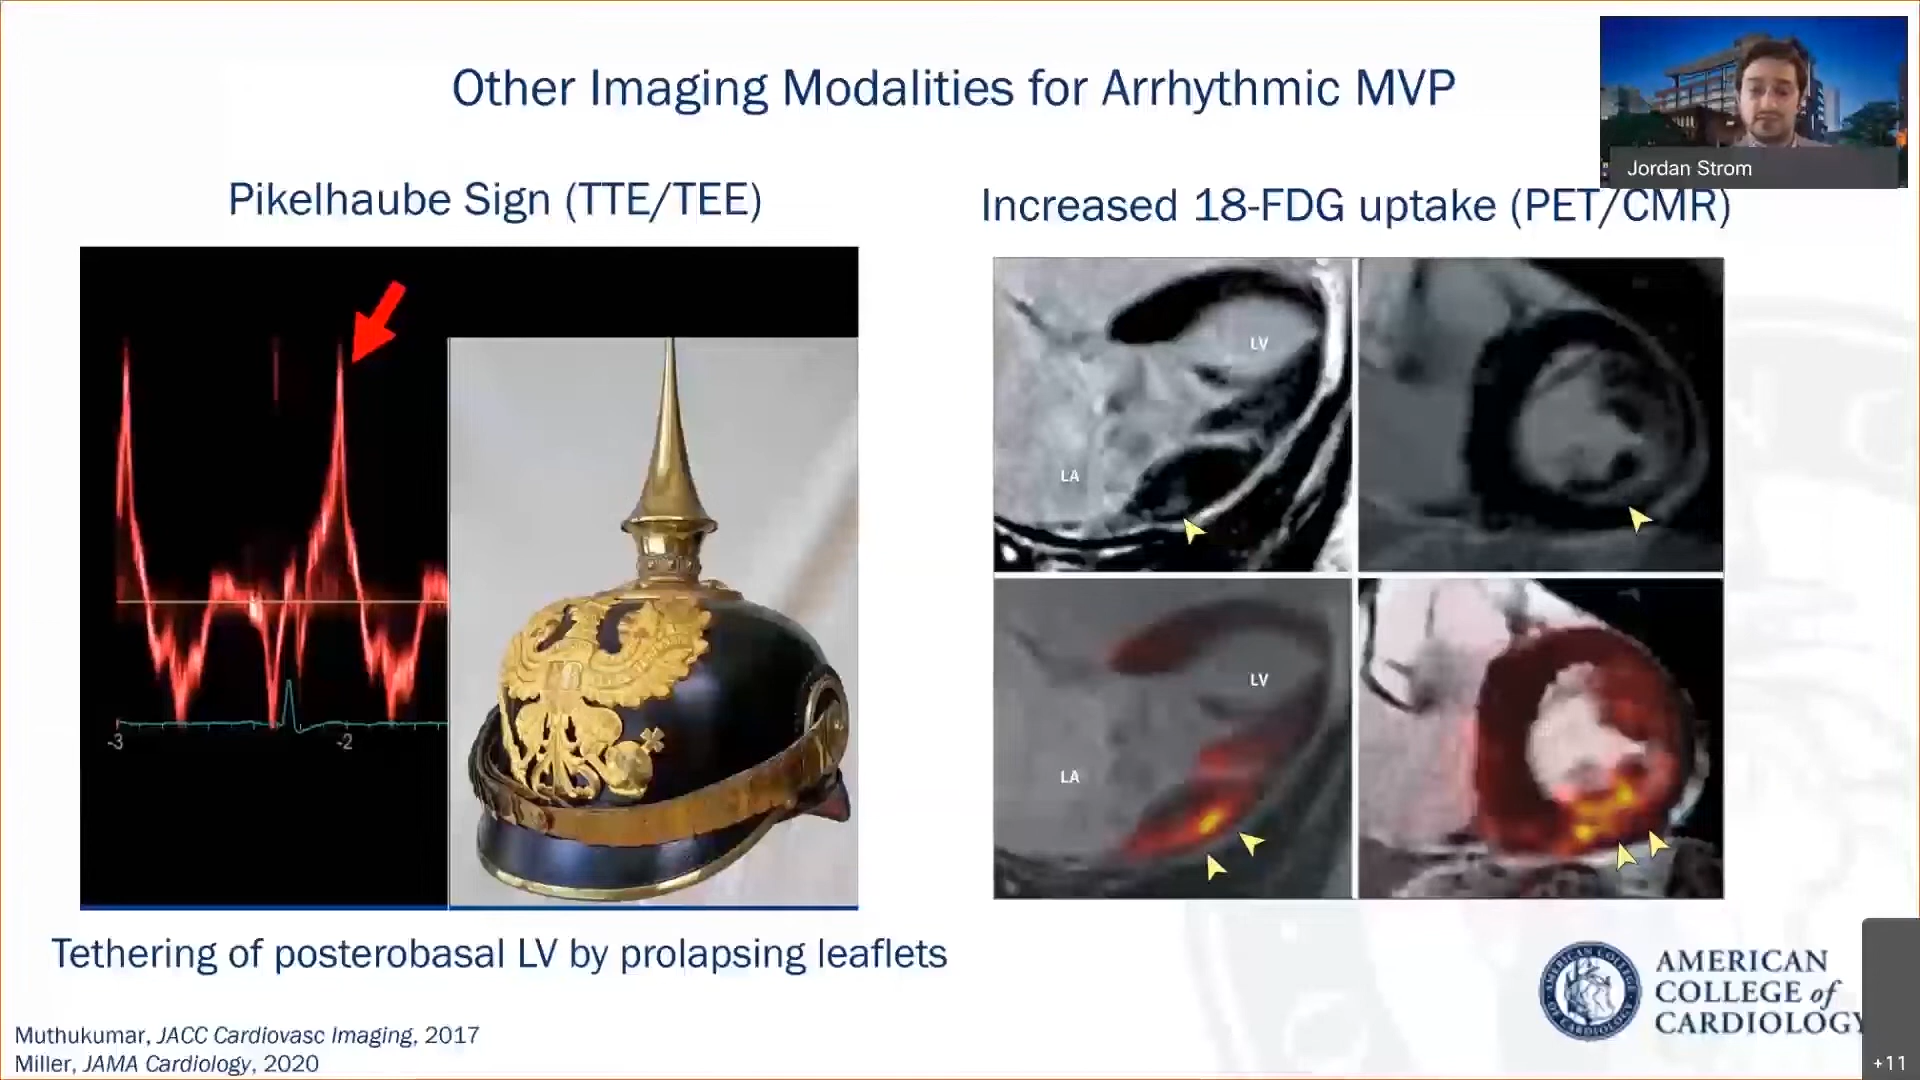 Other Imaging Modalities for Arrhythmic MVP
Jordan Strom
Pikelhaube Sign (TTE/TEE)
Increased 18-FDG uptake (PET/CMR)
-3
-2
LV
LA
LV
LA
Tethering of posterobasal LV by prolapsing leaflets
Muthukumar, JACC Cardiovasc Imaging, 2017
Miller, JAMA Cardiology, 2020
AMERICAN
COLLEGE of
CARDIOLOGY
+11